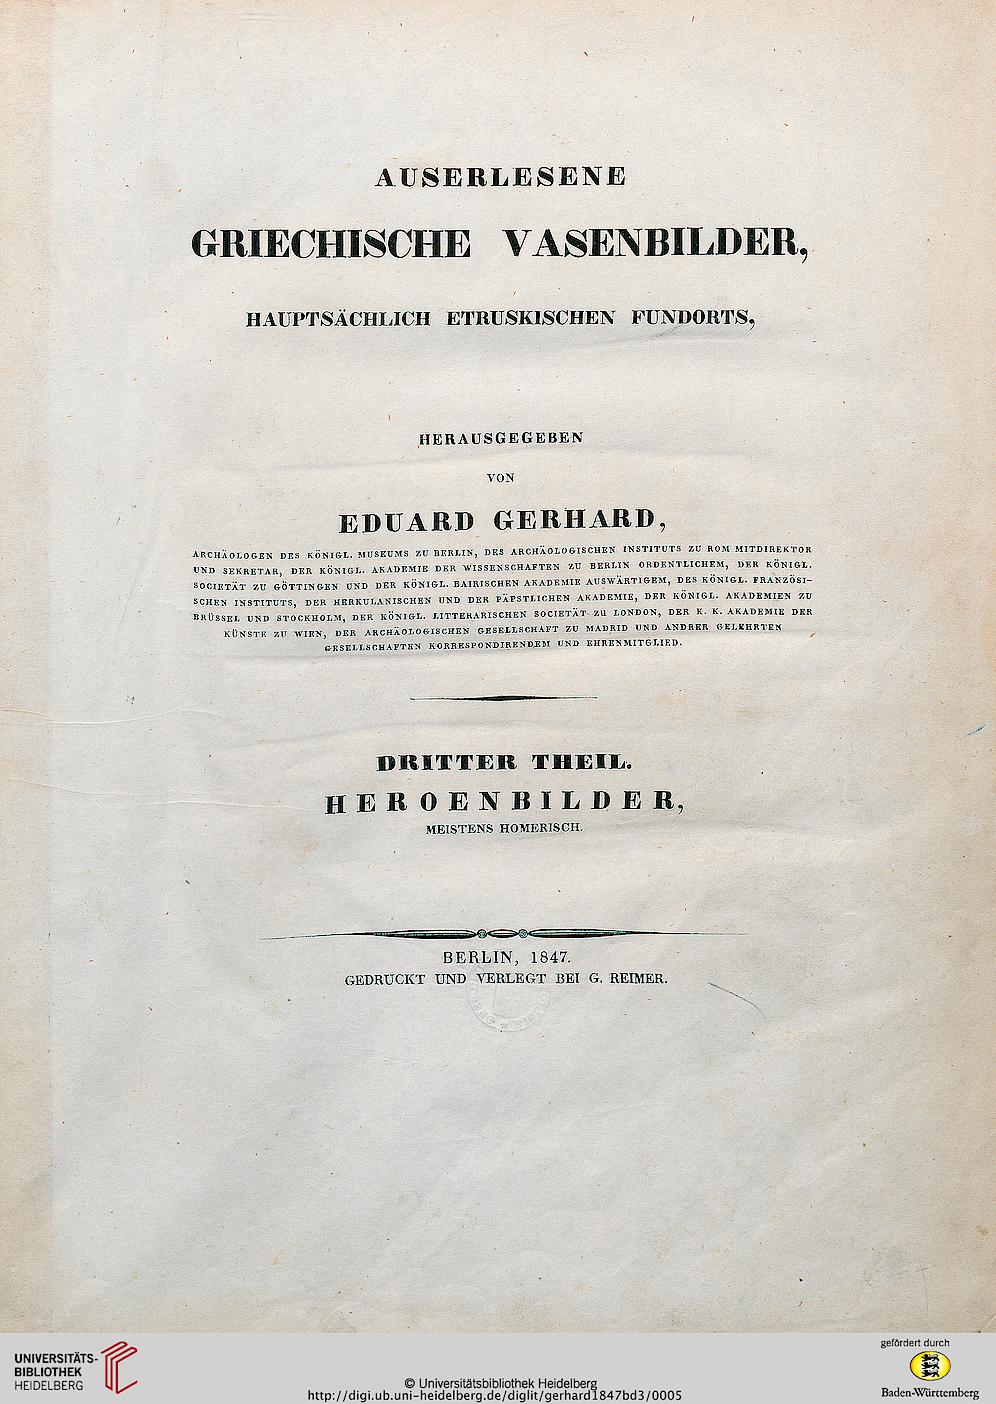 AUSERLESENE
GRIECHISCHE VASENBILDER,
HAUPTSÄCHLICH ETRUSKISCHEN FUNDORTS,
HERAUSGEGEBEN
VON
EDUARD GERHARD,
ARCHÄOLOGEN DES KÖNIGL. MUSEUMS ZU BERLIN, DES ARCHÄOLOGISCHEN INSTITUTS ZU ROM MITDIREKTOR
UND SEKRETAR, DER KÖNIGL. AKADEMIE DER WISSENSCHAFTEN ZU BERLIN ORDENTLICHEM, DER KÖNIGL.
SOCIETÄT ZU GÖTTINGEN UND DER KÖNIGL. BAIRISCHEN AKADEMIE AUSWÄRTIGEM, DES KÖNIGL. FRANZÖSI-
SCHEN INSTITUTS, DER HERKULANISCHEN UND DER PÄPSTLICHEN AKADEMIE, DER KÖNIGL. AKADEMIEN ZU
BRÜSSEL UND STOCKHOLM, DER KÖNIGL. LITTERARISCHEN SOCIETÄT ZU LONDON, DER K. K. AKADEMIE DER
KÜNSTE ZU WIEN, DER ARCHÄOLOGISCHEN GESELLSCHAFT ZU MADRID UND ANDRER GELEHRTEN
GESELLSCHAFTEN KORRESPONDIRENDEM UND EHRENMITGLIED.
DRITTER THEIL.
HEROENBILDER,
MEISTENS HOMERISCH.
BERLIN, 1847.
GEDRUCKT UND VERLEGT BEI G. REIMER.
UNIVERSITÄTS-
BIBLIOTHEK
HEIDELBERG
© Universitätsbibliothek Heidelberg
http://digi.ub.uni-heidelberg.de/diglit/gerhard1847bd3/0005
gefördert durch
Baden-Württemberg